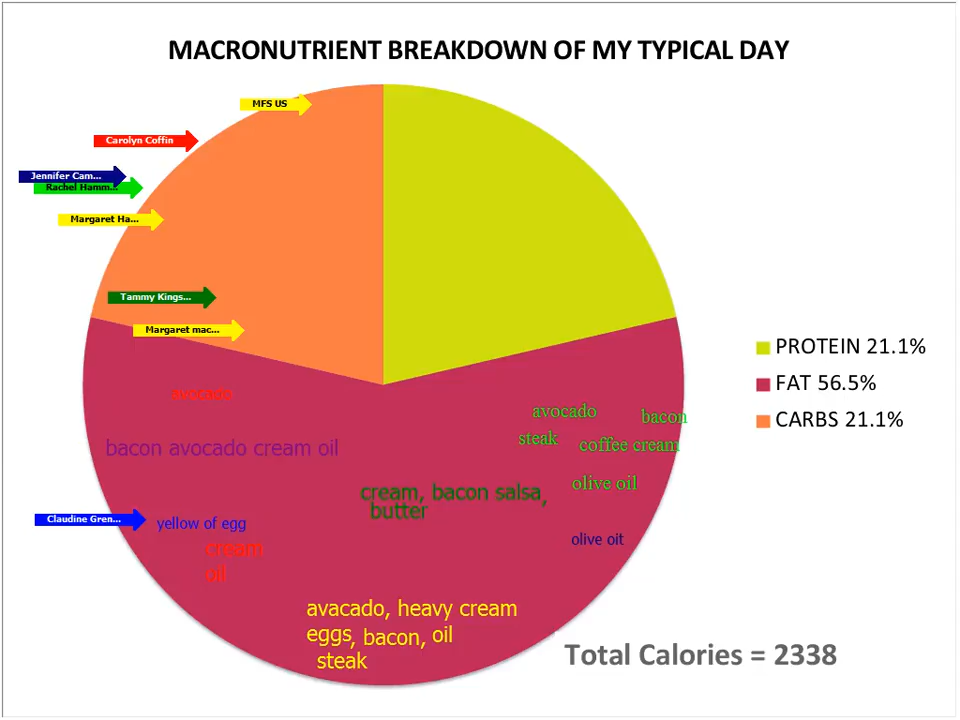 MACRONUTRIENT BREAKDOWN OF MY TYPICAL DAY
MFS US
Carolyn Coffin
Jennifer Cam...
Rachel Hamm...
Margaret Ha...
Tammy Kings...
Margaret mac...
PROTEIN 21.1%
FAT 56.5%
CARBS 21.1%
avocado
avocado
bacon
steak
coffee cream
bacon avocado cream oil
olive oil
cream, bacon salsa,
butter
Claudine Gren...
yellow of egg
olive oit
cream
oil
avacado, heavy cream
eggs, bacon, oil
steak
Total Calories = 2338